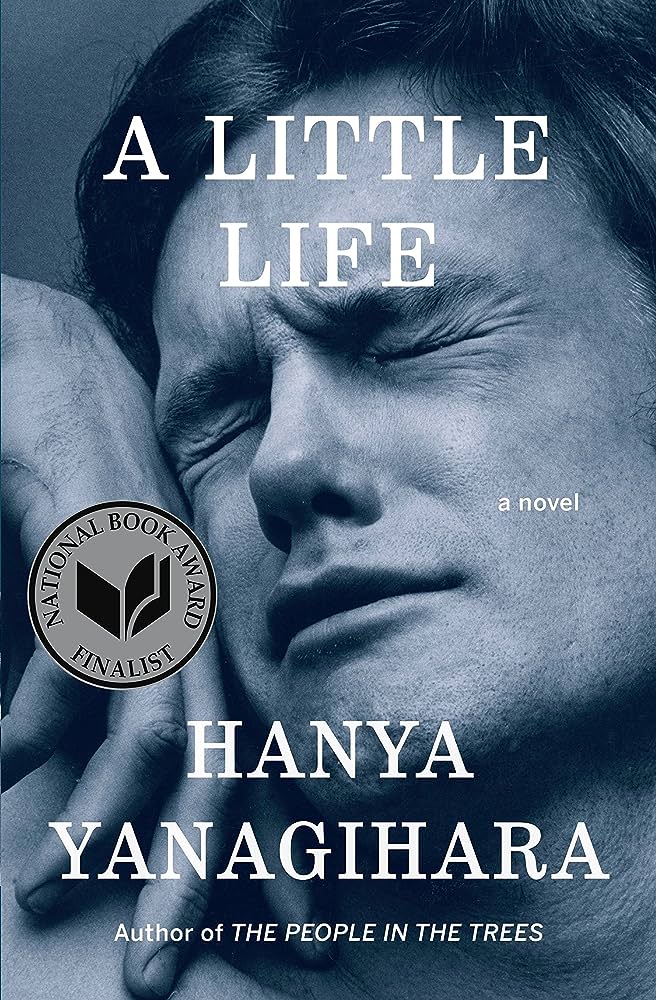 A LITTLE
LIFE
a novel
NATIONAL BOOK AWARD
FINALIST
HANYA
YANAGIHARA
Author of THE PEOPLE IN THE TREES